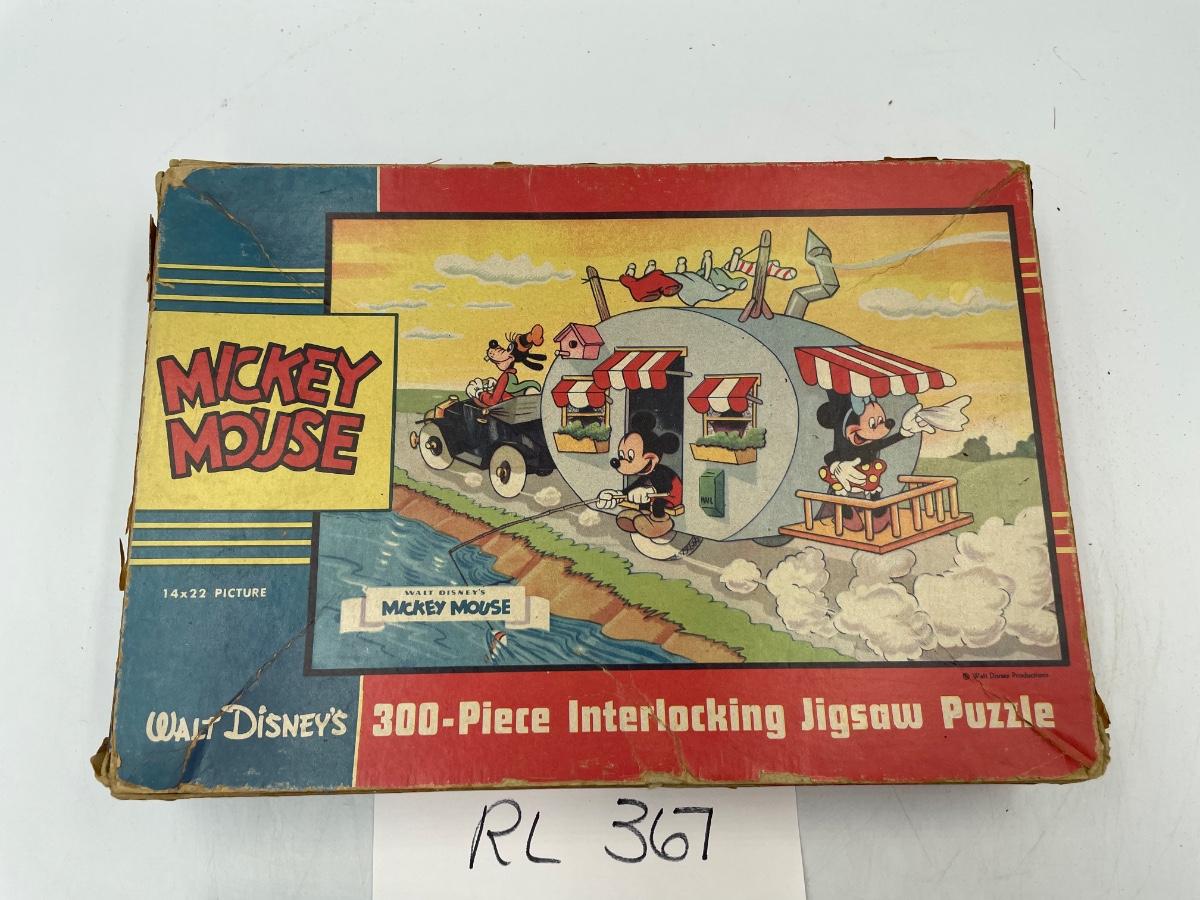 MICKEY
MOUSE
14x22 PICTURE
MAIL
WALT DISNEY'S
MICKEY MOUSE
© Walt Disney Productions
WALT DISNEY'S
300-Piece Interlocking Jigsaw Puzzle
RL 367